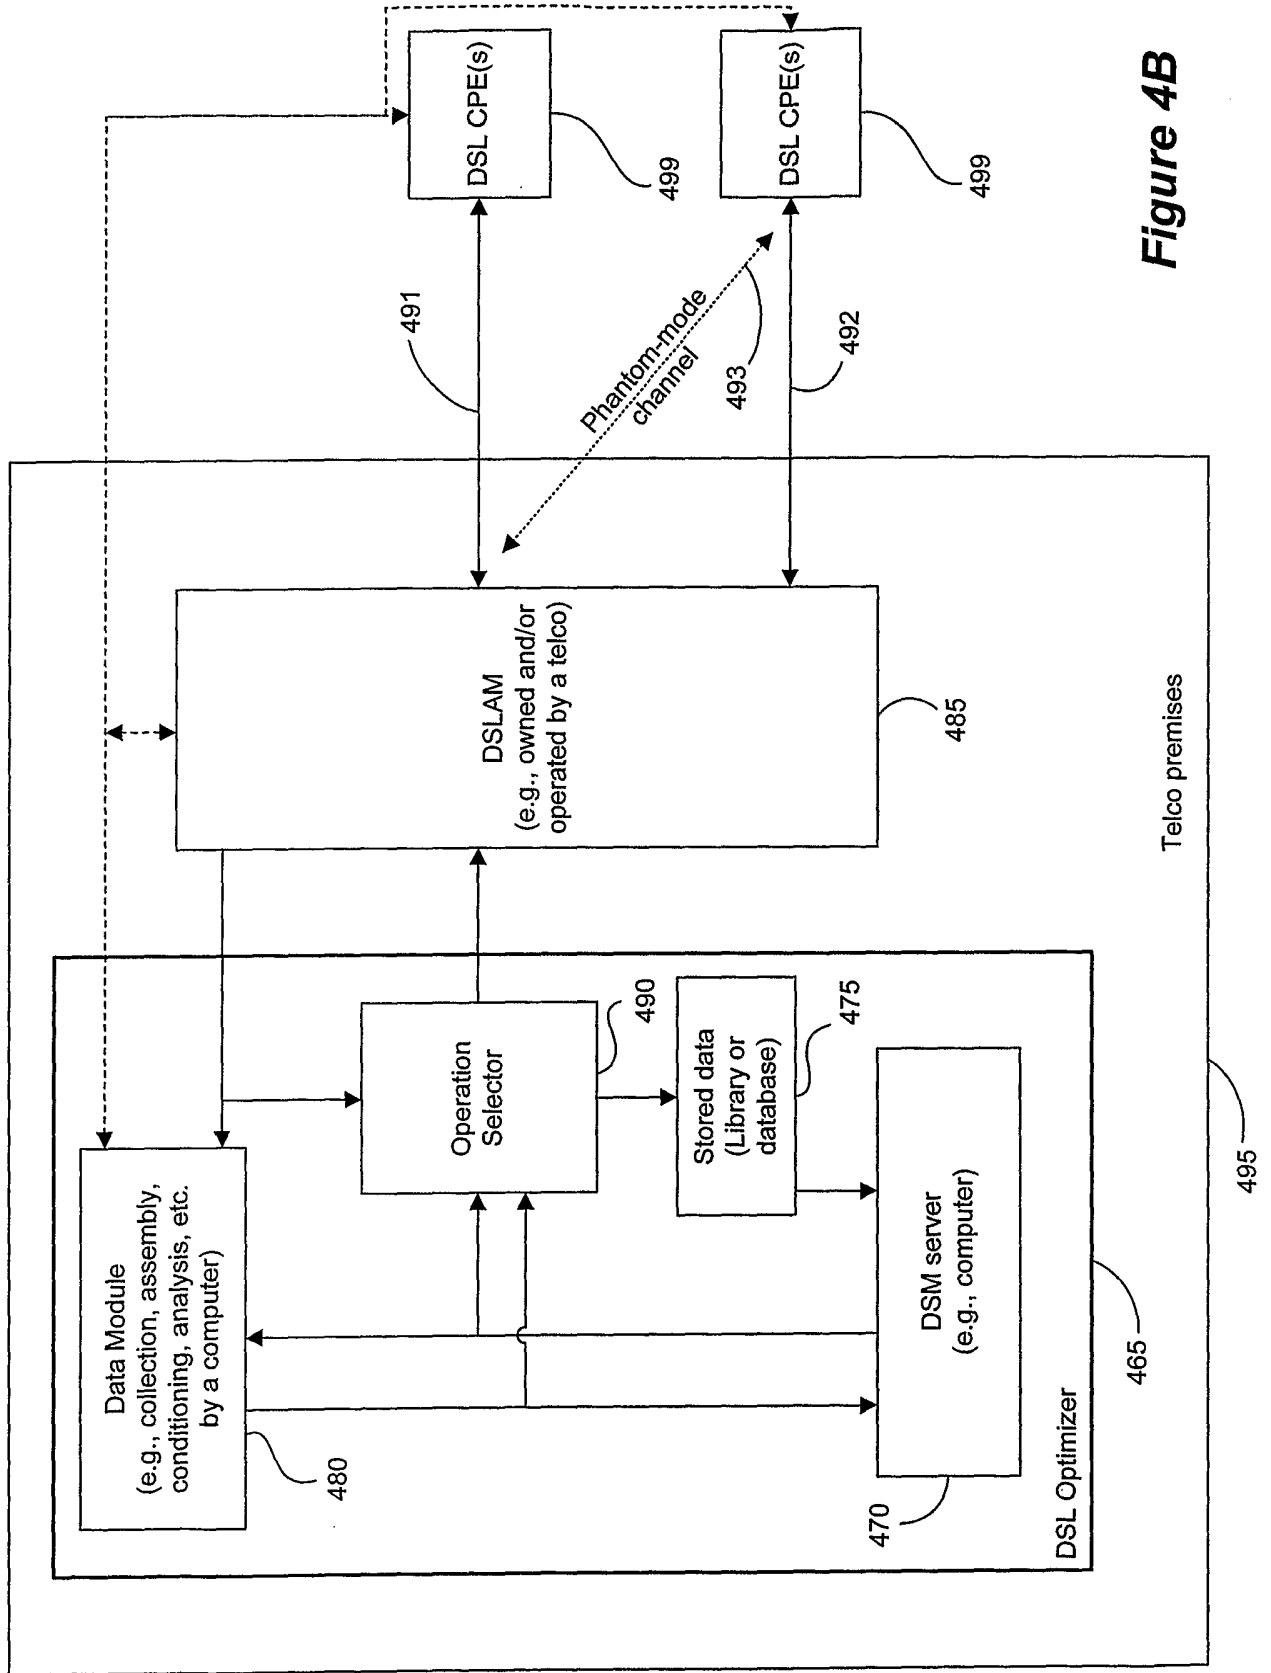 Data Module
(e.g., collection, assembly,
conditioning, analysis, etc.
by a computer)
480
Operation
Selector
490
Stored data
(Library or
database)
475
DSM server
(e.g., computer)
470
DSL Optimizer
465
DSLAM
(e.g., owned and/or
operated by a telco)
485
Telco premises
495
491
Phantom-mode
channel
493
492
DSL CPE(s)
499
DSL CPE(s)
499
Figure 4B